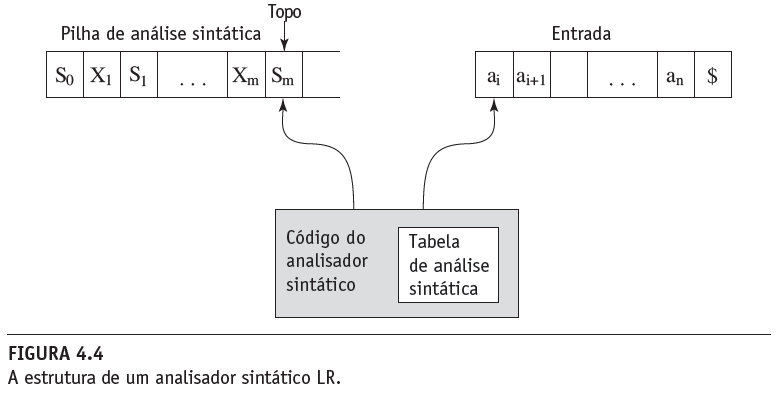 Topo
Pilha de análise sintática
Entrada
S0 X1 S1 . . . Xm Sm
ai ai+1 . . . an $
Código do
analisador
sintático
Tabela
de análise
sintática
FIGURA 4.4
A estrutura de um analisador sintático LR.